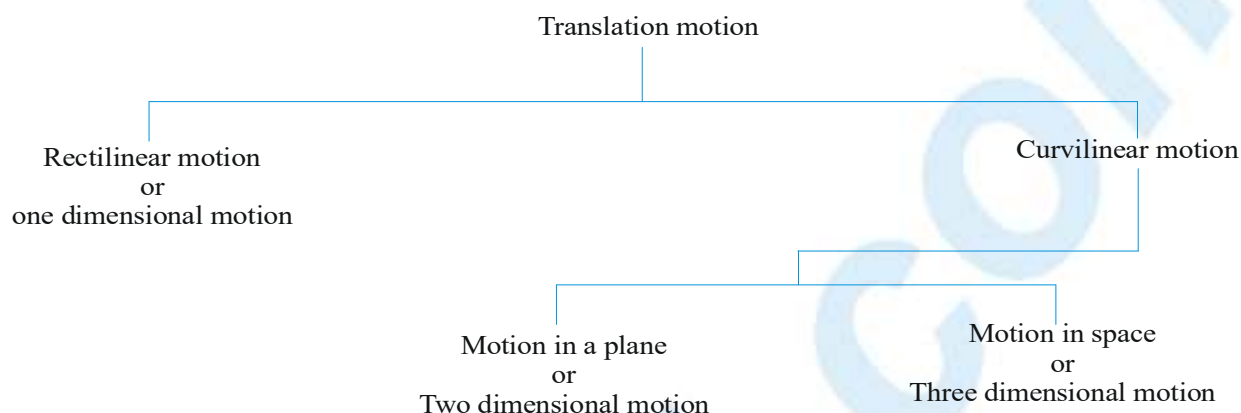 Translation motion
Rectilinear motion
or
one dimensional motion
Curvilinear motion
Motion in a plane
or
Two dimensional motion
Motion in space
or
Three dimensional motion